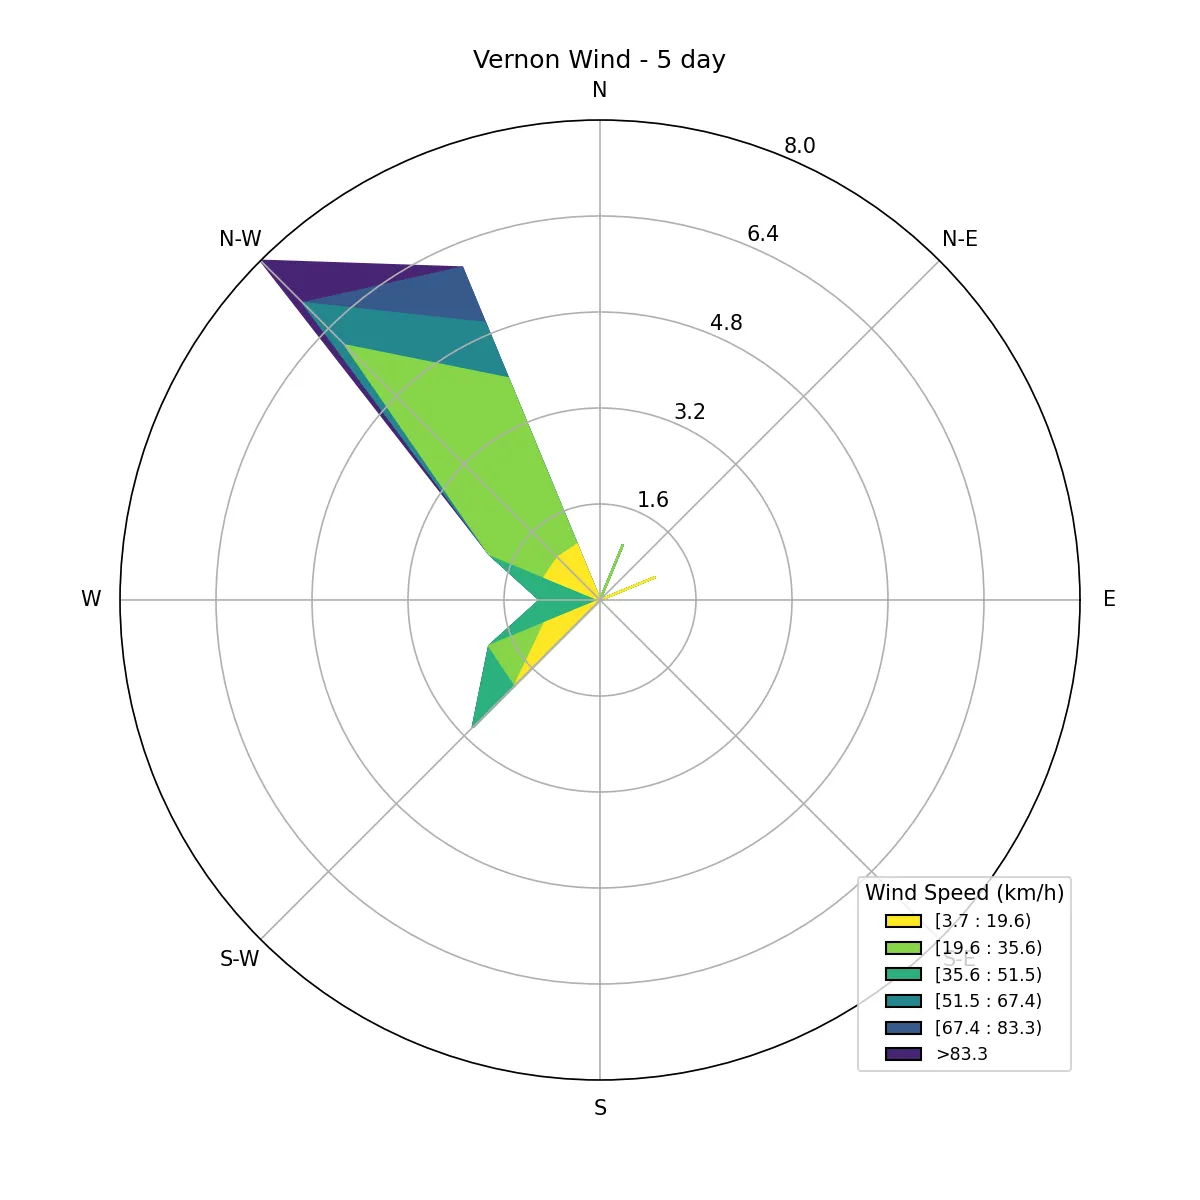 Vernon Wind - 5 day
N
8.0
N-W
6.4
N-E
4.8
3.2
1.6
W
E
S-W
S-E
S
Wind Speed (km/h)
[3.7 : 19.6)
[19.6 : 35.6)
[35.6 : 51.5)
[51.5 : 67.4)
[67.4 : 83.3)
>83.3